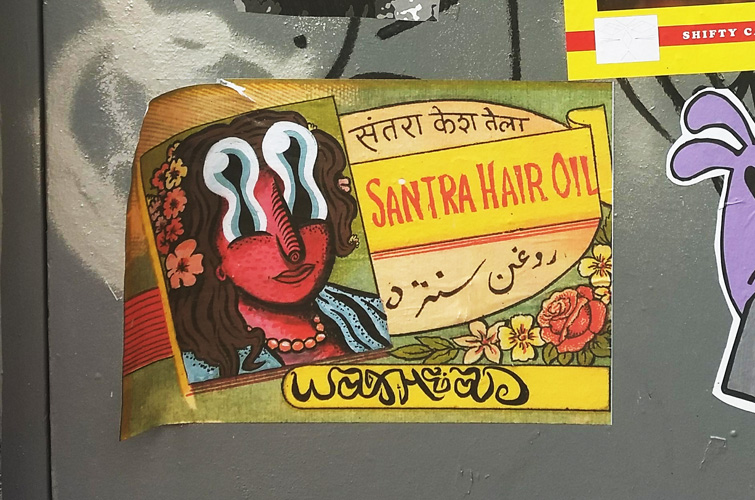 SHIFTY
संतरा केश तेला
SANTRA HAIR OIL
روغن سنترہ